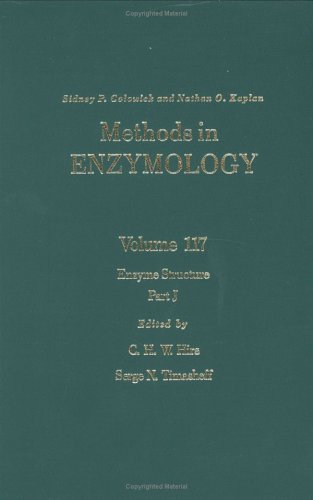 Sidney P. Colowick and Nathan O. Kaplan
Methods in
ENZYMOLOGY
Volume 117
Enzyme Structure
Part J
Edited by
C. H. W. Hirs
Serge N. Timasheff